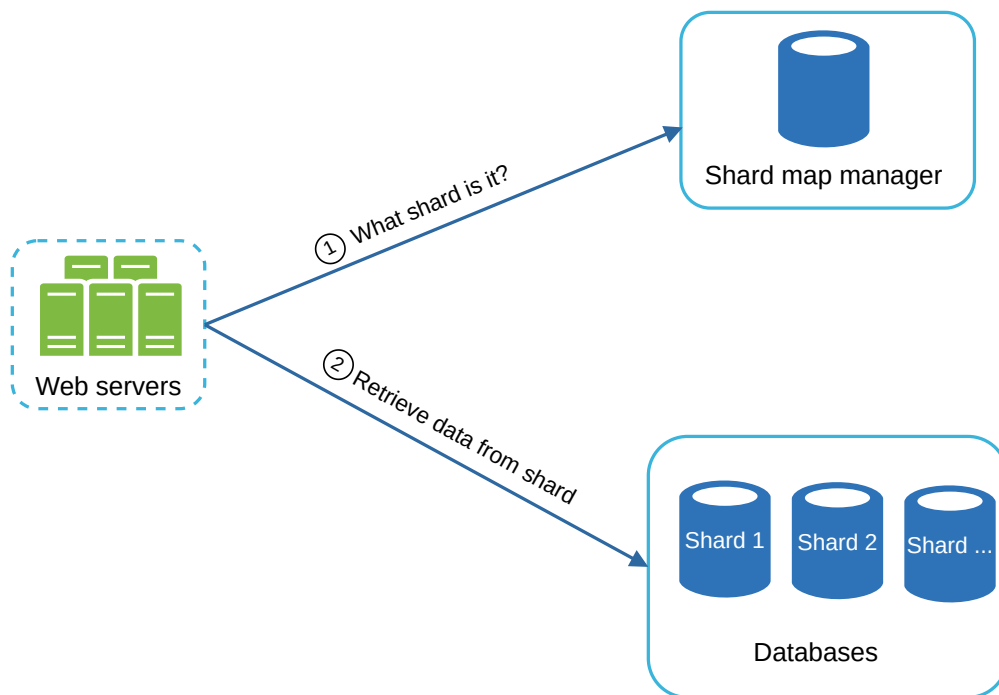 Shard map manager
1 What shard is it?
Web servers
2 Retrieve data from shard
Shard 1
Shard 2
Shard ...
Databases